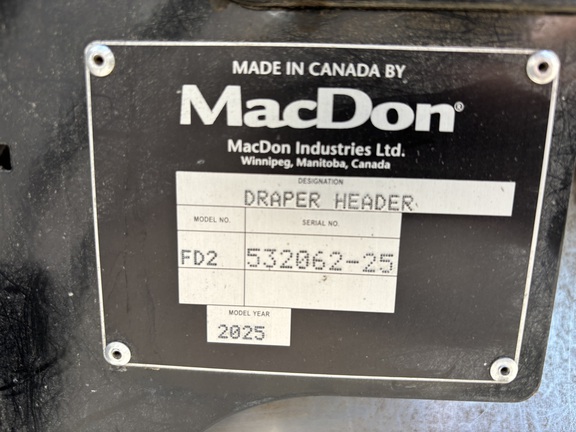 MADE IN CANADA BY
MacDon®
MacDon Industries Ltd.
Winnipeg, Manitoba, Canada
DESIGNATION
DRAPER HEADER
MODEL NO. SERIAL NO.
FD2 532062-25
MODEL YEAR
2025